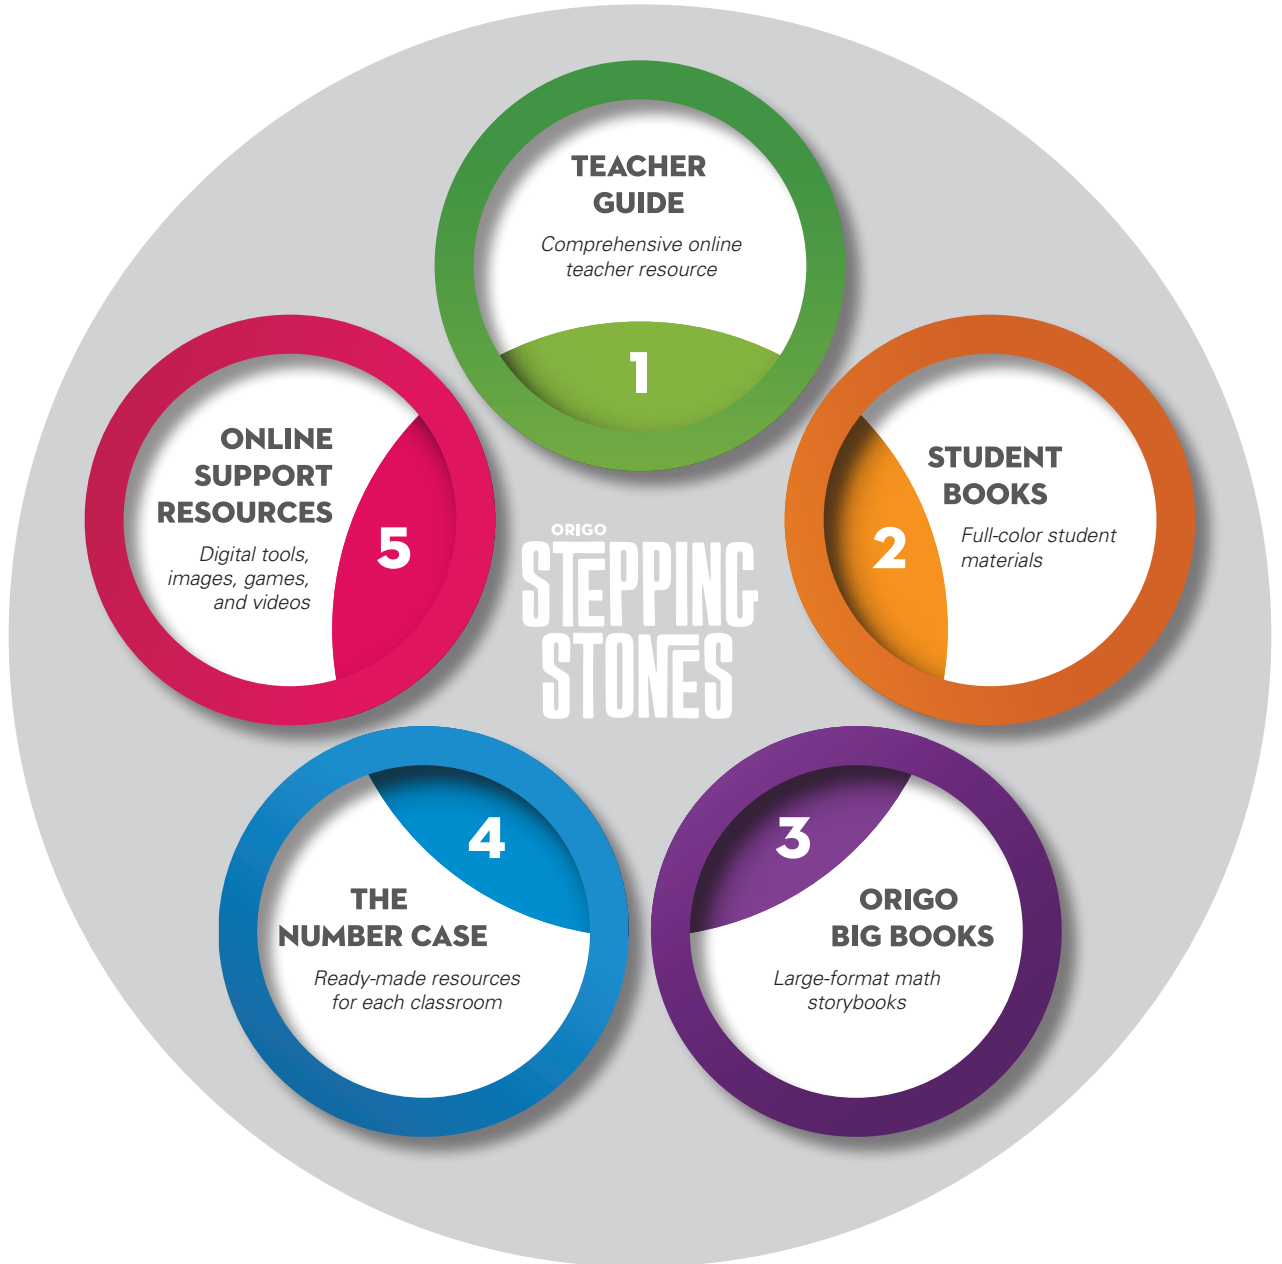 TEACHER
GUIDE
Comprehensive online
teacher resource
1
STUDENT
BOOKS
Full-color student
materials
2
ORIGO
BIG BOOKS
Large-format math
storybooks
3
THE
NUMBER CASE
Ready-made resources
for each classroom
4
ONLINE
SUPPORT
RESOURCES
Digital tools,
images, games,
and videos
5
ORIGO
STEPPING
STONES